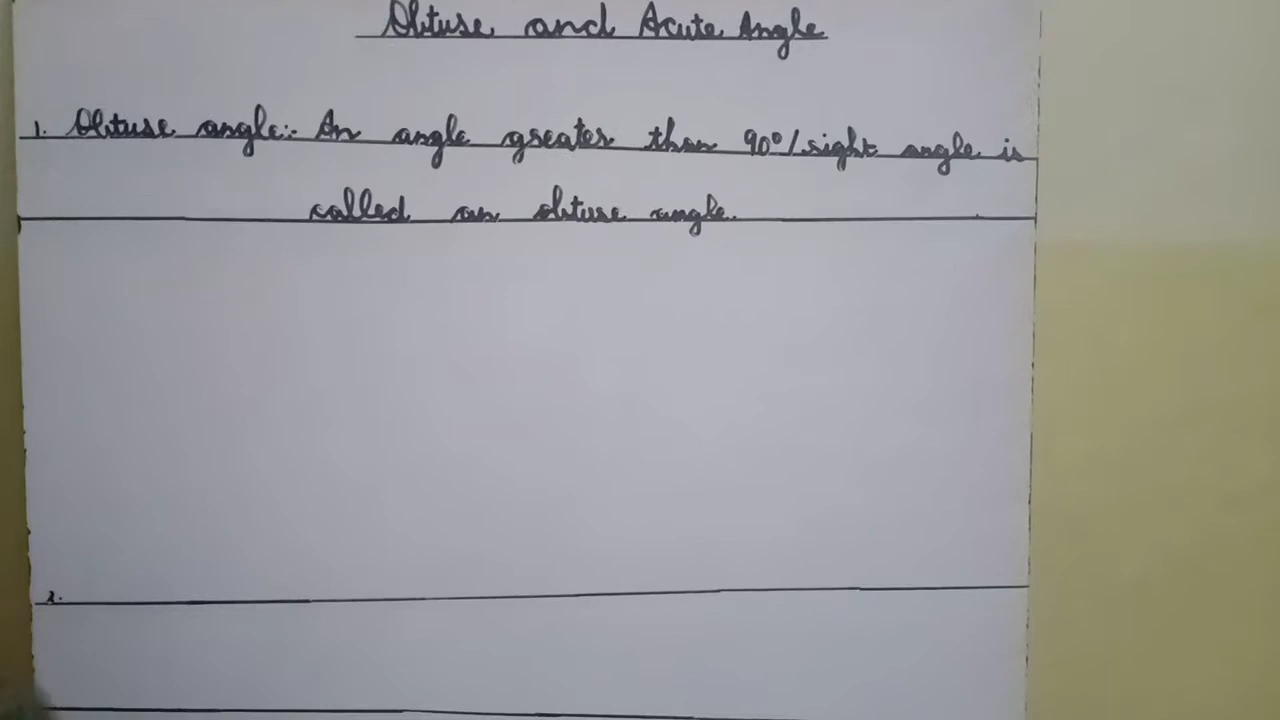 Obtuse and Acute Angle
1. Obtuse angle:- An angle greater than 90°/right angle is
called an obtuse angle.
2.